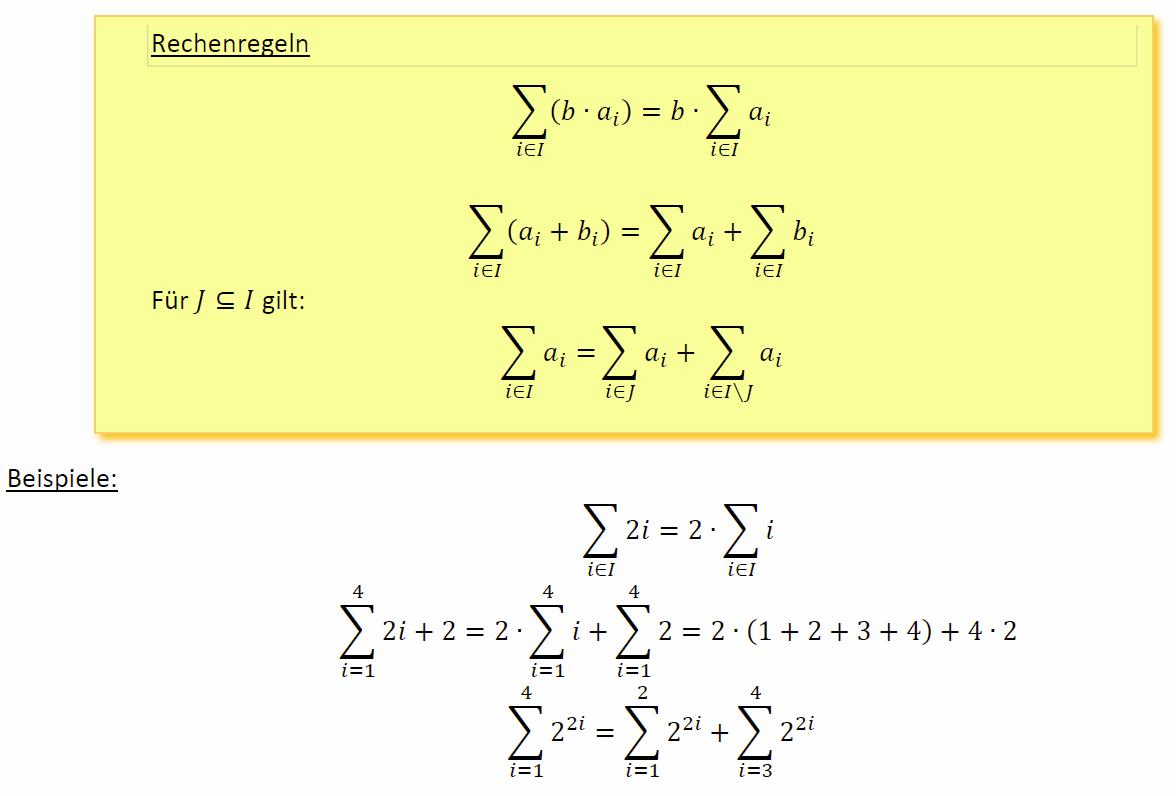 Rechenregeln
∑_{i∈I} (b · a_i) = b · ∑_{i∈I} a_i
∑_{i∈I} (a_i + b_i) = ∑_{i∈I} a_i + ∑_{i∈I} b_i
Für J ⊆ I gilt:
∑_{i∈I} a_i = ∑_{i∈J} a_i + ∑_{i∈I∖J} a_i
Beispiele:
∑_{i∈I} 2i = 2 · ∑_{i∈I} i
∑_{i=1}^{4} 2i + 2 = 2 · ∑_{i=1}^{4} i + ∑_{i=1}^{4} 2 = 2 · (1 + 2 + 3 + 4) + 4 · 2
∑_{i=1}^{4} 2^{2i} = ∑_{i=1}^{2} 2^{2i} + ∑_{i=3}^{4} 2^{2i}